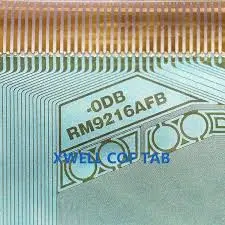 -0DB
RM9216AFB
XWELL COF TAB